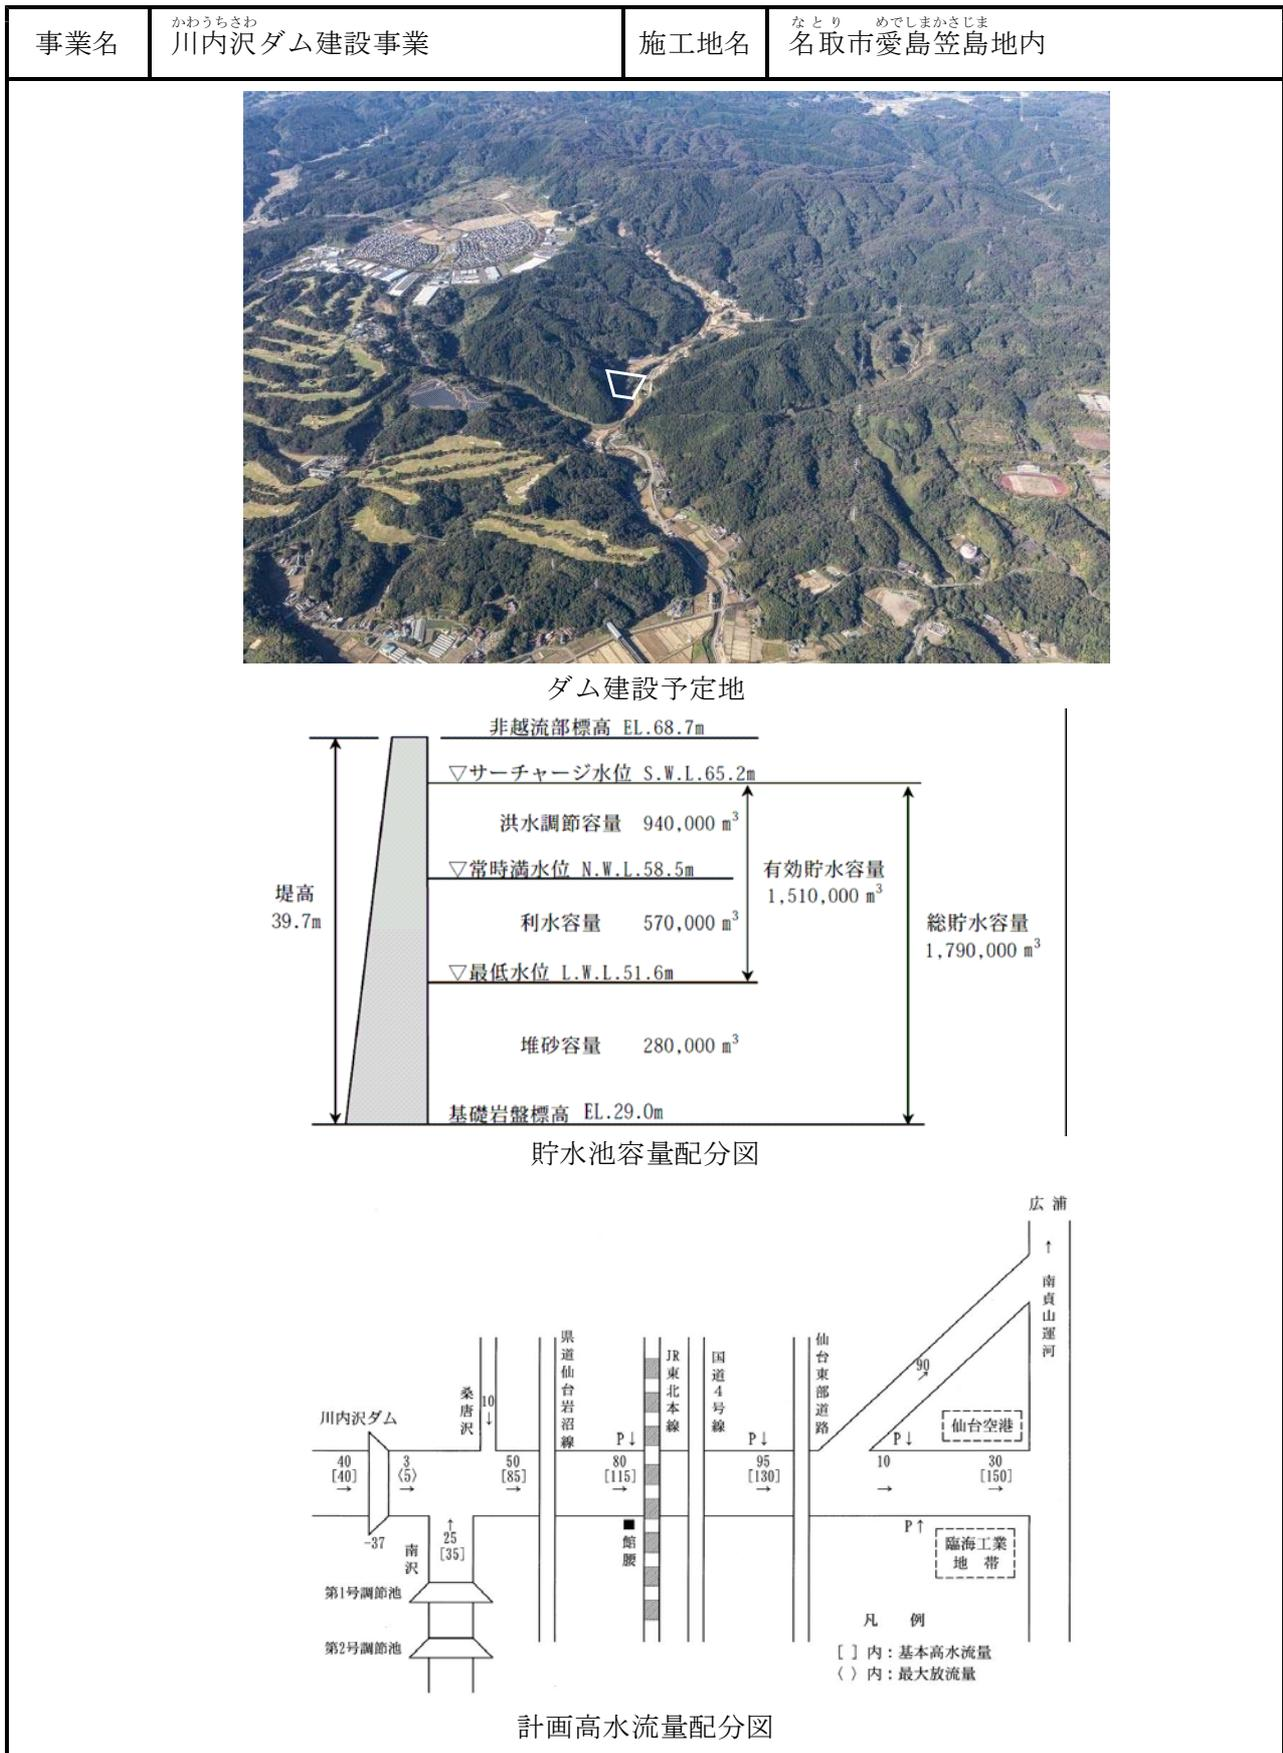 事業名
かわうちさわ
川内沢ダム建設事業
施工地名
なとり めでしまかさじま
名取市愛島笠島地内
ダム建設予定地
非越流部標高 EL.68.7m
▽サーチャージ水位 S.W.L.65.2m
洪水調節容量 940,000 m³
▽常時満水位 N.W.L.58.5m
有効貯水容量
1,510,000 m³
堤高
39.7m
利水容量 570,000 m³
総貯水容量
1,790,000 m³
▽最低水位 L.W.L.51.6m
堆砂容量 280,000 m³
基礎岩盤標高 EL.29.0m
貯水池容量配分図
広浦
↑
南貞山運河
県道仙台岩沼線
JR東北本線
国道4号線
仙台東部道路
90
→
桑唐沢
10
↓
川内沢ダム
仙台空港
P↓
P↓
P↓
40
[40]
→
3
〈5〉
→
50
[85]
→
80
[115]
→
95
[130]
→
10
→
30
[150]
→
-37
南沢
↑
25
[35]
■
館腰
P↑
臨海工業
地帯
第1号調節池
第2号調節池
凡例
[ ]内：基本高水流量
〈 〉内：最大放流量
計画高水流量配分図